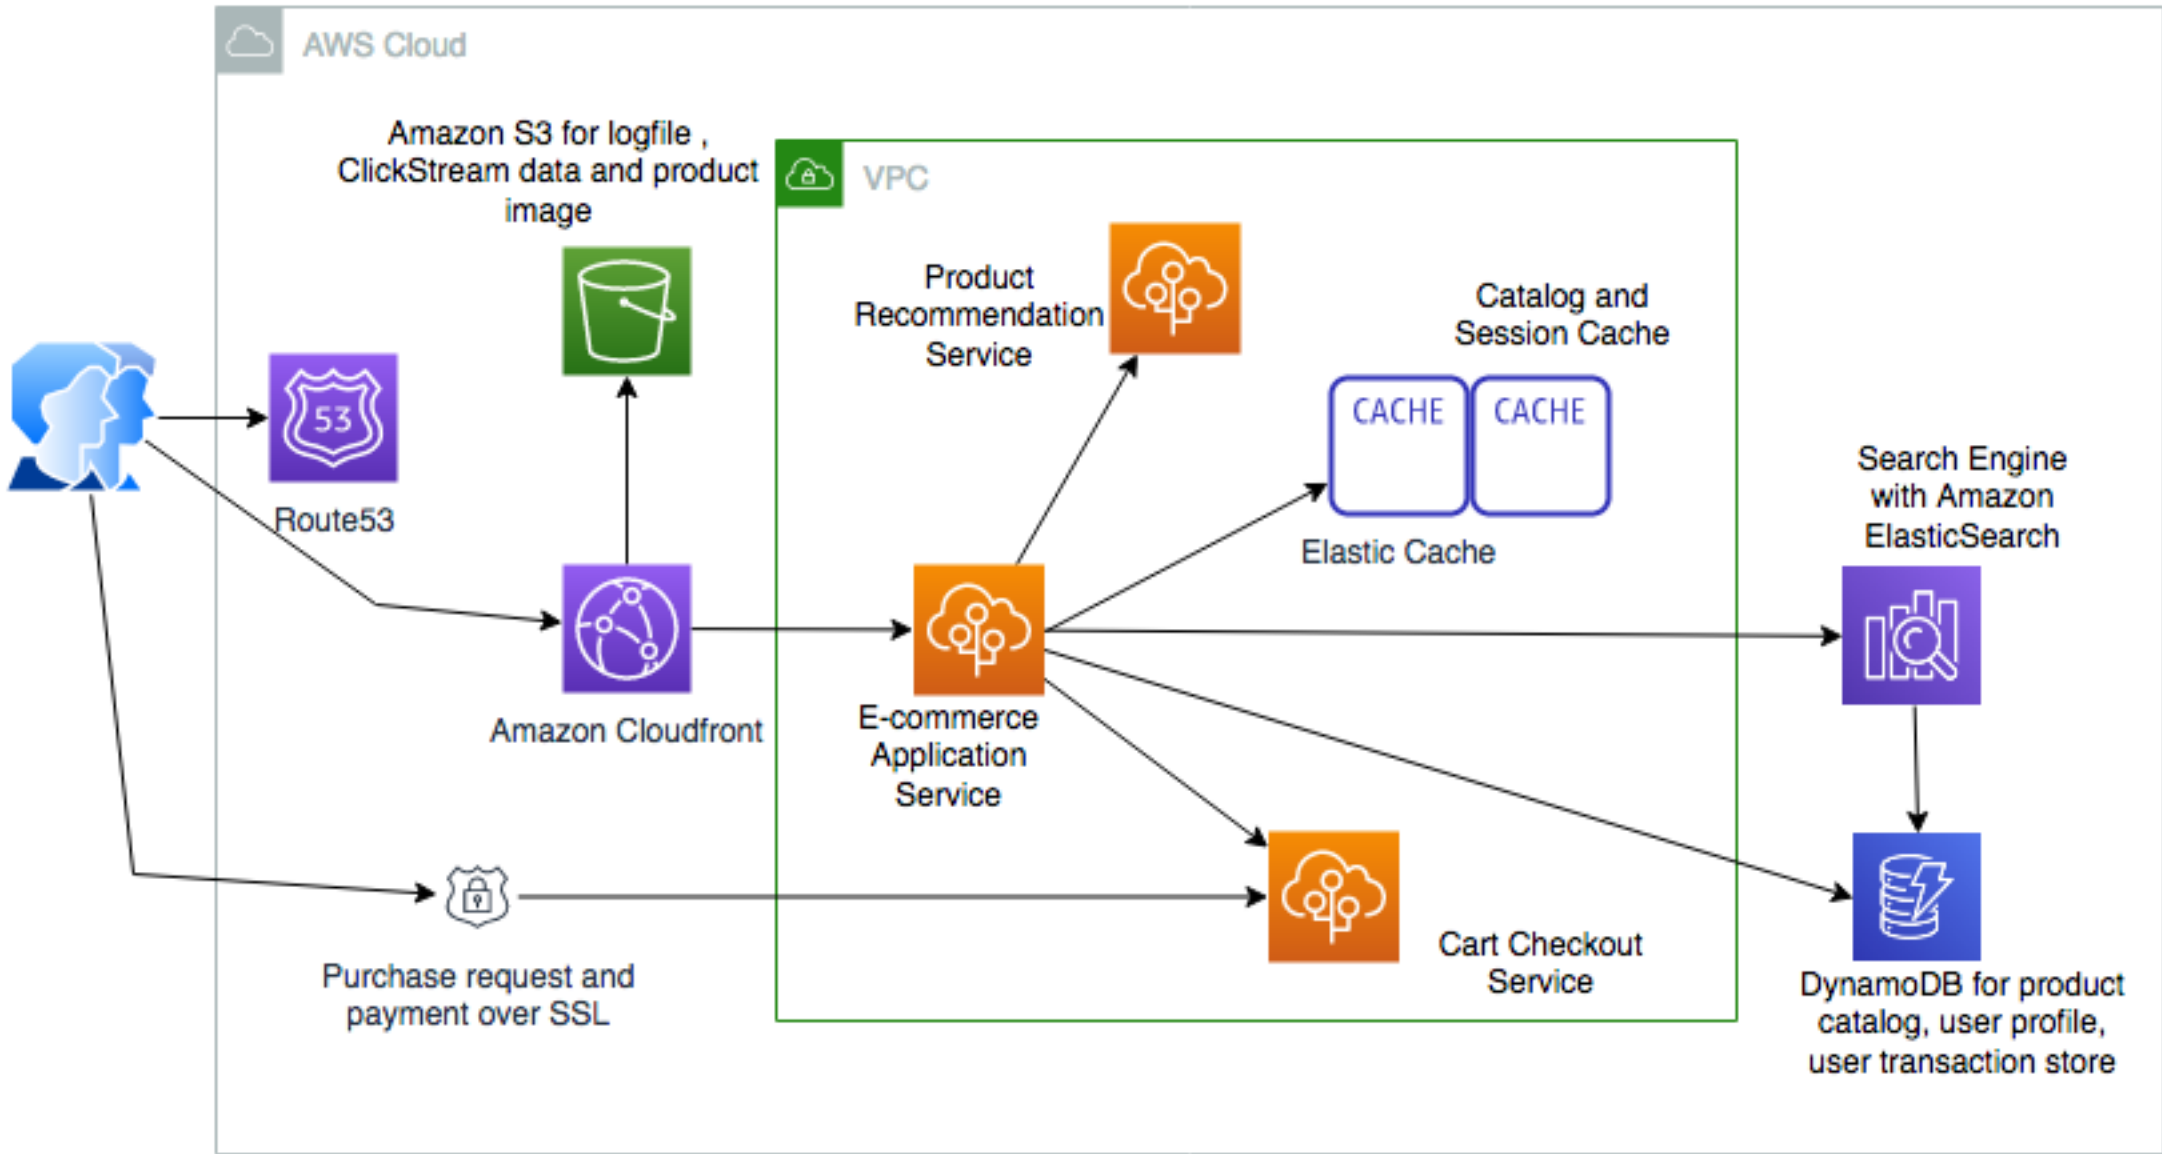 AWS Cloud
Amazon S3 for logfile ,
ClickStream data and product
image
VPC
Product
Recommendation
Service
Catalog and
Session Cache
CACHE
CACHE
Elastic Cache
53
Route53
Search Engine
with Amazon
ElasticSearch
Amazon Cloudfront
E-commerce
Application
Service
Purchase request and
payment over SSL
Cart Checkout
Service
DynamoDB for product
catalog, user profile,
user transaction store